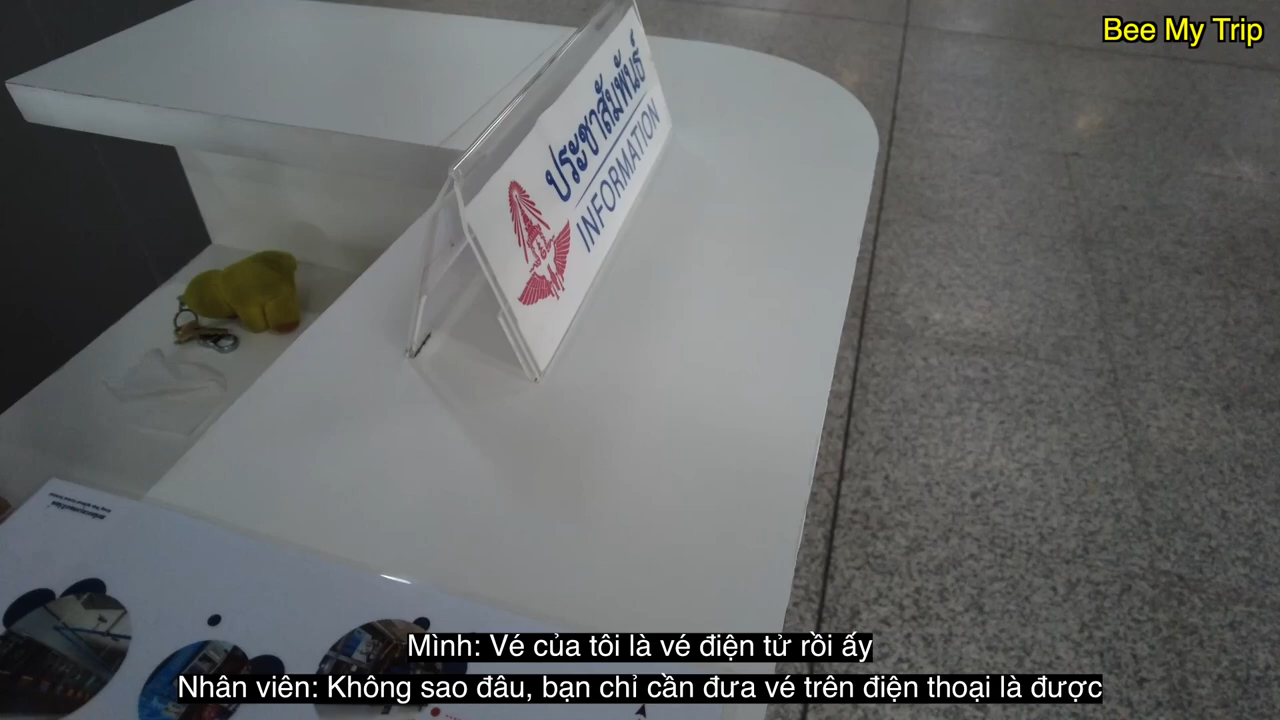 Bee My Trip
ประชาสัมพันธ์
INFORMATION
Mình: Vé của tôi là vé điện tử rồi ấy
Nhân viên: Không sao đâu, bạn chỉ cần đưa vé trên điện thoại là được